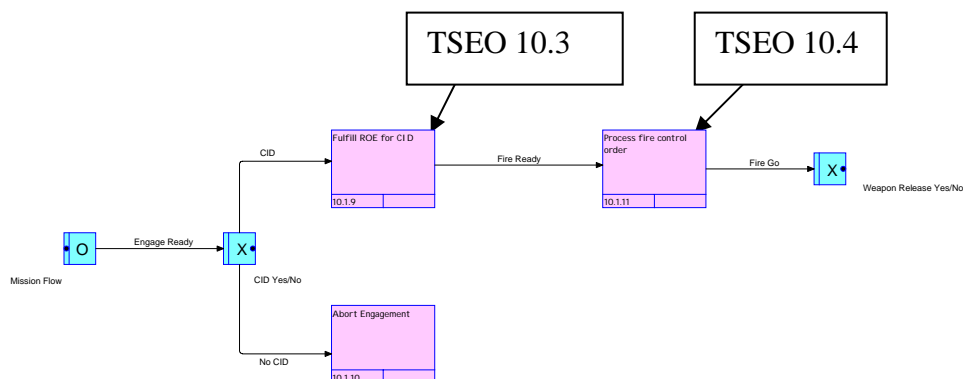 TSEO 10.3
TSEO 10.4
Fulfill ROE for CID
Process fire control
order
CID
Fire Ready
Fire Go
X
Weapon Release Yes/No
10.1.9
10.1.11
O
Engage Ready
X
Mission Flow
CID Yes/No
Abort Engagement
No CID
10.1.10